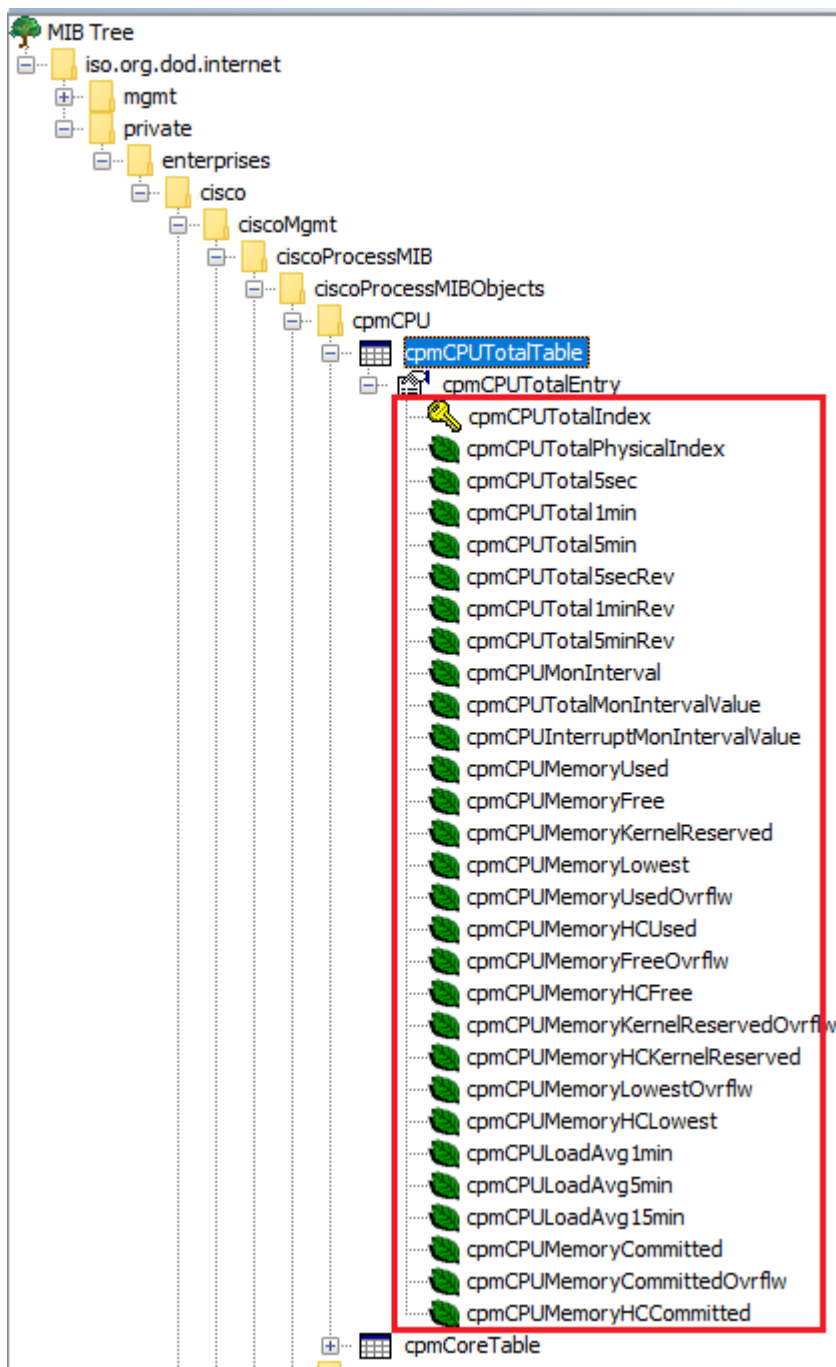 MIB Tree
iso.org.dod.internet
mgmt
private
enterprises
cisco
ciscoMgmt
ciscoProcessMIB
ciscoProcessMIBObjects
cpmCPU
cpmCPUTotalTable
cpmCPUTotalEntry
cpmCPUTotalIndex
cpmCPUTotalPhysicalIndex
cpmCPUTotal5sec
cpmCPUTotal1min
cpmCPUTotal5min
cpmCPUTotal5secRev
cpmCPUTotal1minRev
cpmCPUTotal5minRev
cpmCPUMonInterval
cpmCPUTotalMonIntervalValue
cpmCPUInterruptMonIntervalValue
cpmCPUMemoryUsed
cpmCPUMemoryFree
cpmCPUMemoryKernelReserved
cpmCPUMemoryLowest
cpmCPUMemoryUsedOvrflw
cpmCPUMemoryHCUsed
cpmCPUMemoryFreeOvrflw
cpmCPUMemoryHCFree
cpmCPUMemoryKernelReservedOvrflw
cpmCPUMemoryHCKernelReserved
cpmCPUMemoryLowestOvrflw
cpmCPUMemoryHCLowest
cpmCPULoadAvg1min
cpmCPULoadAvg5min
cpmCPULoadAvg15min
cpmCPUMemoryCommitted
cpmCPUMemoryCommittedOvrflw
cpmCPUMemoryHCCommitted
cpmCoreTable